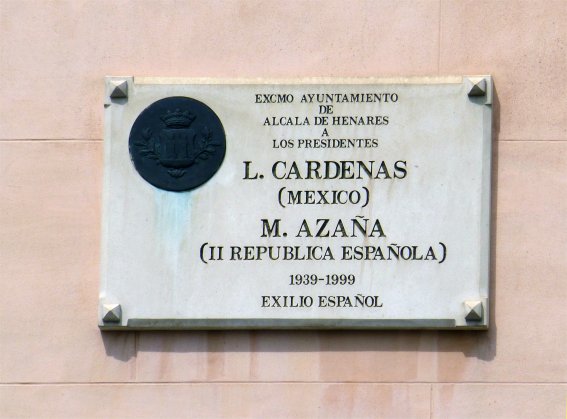 EXCMO AYUNTAMIENTO
DE
ALCALA DE HENARES
A
LOS PRESIDENTES
L. CARDENAS
(MEXICO)
M. AZAÑA
(II REPUBLICA ESPAÑOLA)
1939-1999
EXILIO ESPAÑOL